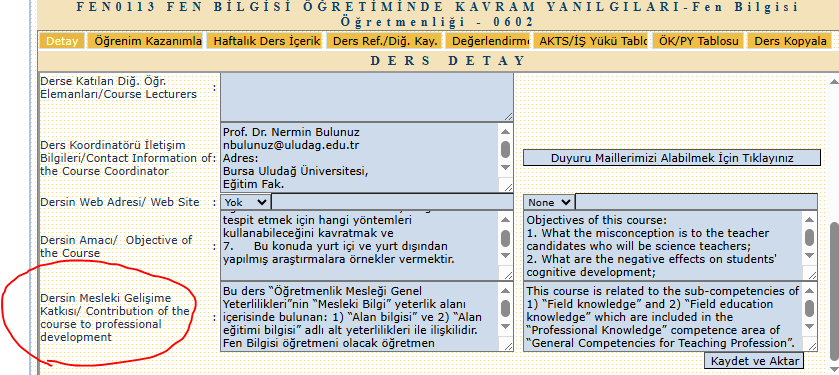 FEN0113 FEN BİLGİSİ ÖĞRETİMİNDE KAVRAM YANILGILARI-Fen Bilgisi
Öğretmenliği - 0602
Detay
Öğrenim Kazanımla
Haftalık Ders İçerik
Ders Ref./Diğ. Kay.
Değerlendirm
AKTS/İŞ Yükü Tablo
ÖK/PY Tablosu
Ders Kopyala
DERS DETAY
Derse Katılan Diğ. Öğr.
Elemanları/Course Lecturers :
Ders Koordinatörü İletişim
Bilgileri/Contact Information of:
the Course Coordinator
Prof. Dr. Nermin Bulunuz
nbulunuz@uludag.edu.tr
Adres:
Bursa Uludağ Üniversitesi,
Eğitim Fak.
Duyuru Maillerimizi Alabilmek İçin Tıklayınız
Dersin Web Adresi/ Web Site :
Yok
None
Dersin Amacı/ Objective of
the Course :
tespit etmek için hangi yöntemleri
kullanabileceğini kavratmak ve
7. Bu konuda yurt içi ve yurt dışından
yapılmış araştırmalara örnekler vermektir.
Objectives of this course:
1. What the misconception is to the teacher
candidates who will be science teachers;
2. What are the negative effects on students'
cognitive development;
Dersin Mesleki Gelişime
Katkısı/ Contribution of the
course to professional :
development
Bu ders “Öğretmenlik Mesleği Genel
Yeterlilikleri”nin “Mesleki Bilgi” yeterlik alanı
içerisinde bulunan: 1) “Alan bilgisi” ve 2) “Alan
eğitimi bilgisi” adlı alt yeterlilikleri ile ilişkilidir.
Fen Bilgisi öğretmeni olacak öğretmen
This course is related to the sub-competencies of
1) “Field knowledge” and 2) “Field education
knowledge” which are included in the
“Professional Knowledge” competence area of
“General Competencies for Teaching Profession”.
Kaydet ve Aktar